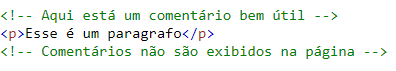 <!-- Aqui está um comentário bem útil -->
<p>Esse é um paragrafo</p>
<!-- Comentários não são exibidos na página -->